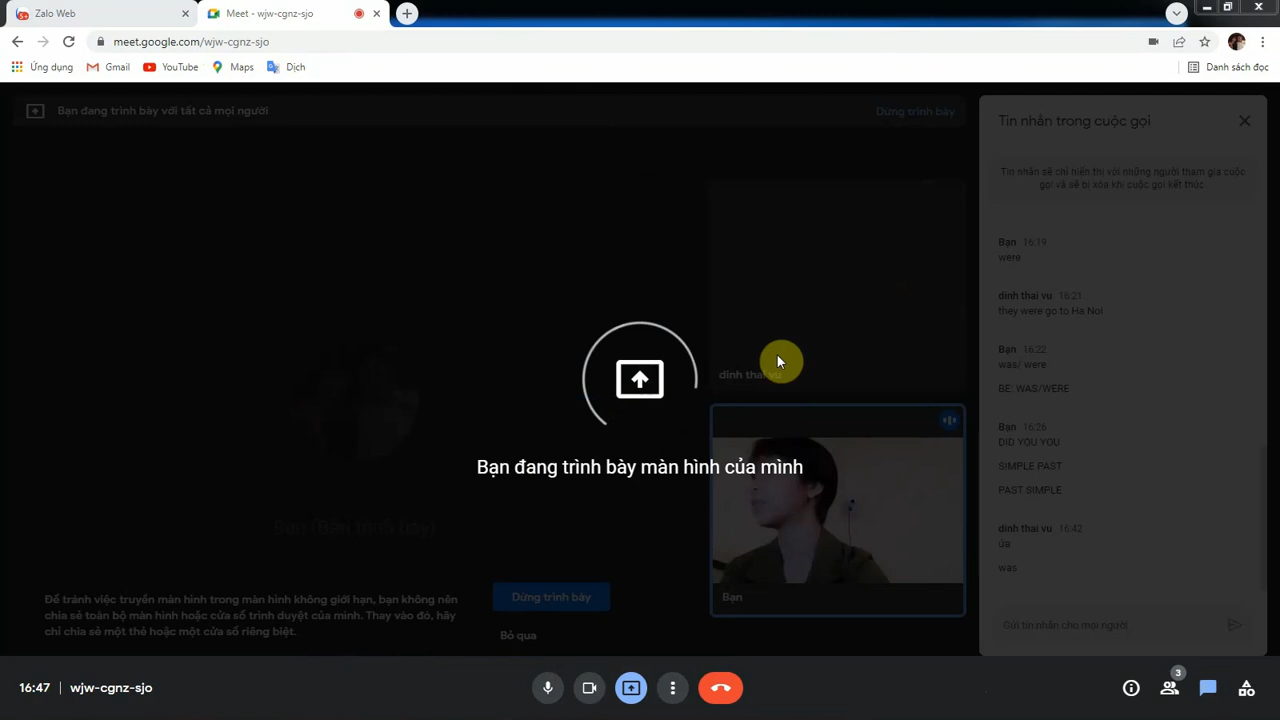 Zalo Web
Meet - wjw-cgnz-sjo
meet.google.com/wjw-cgnz-sjo
Ứng dụng
Gmail
YouTube
Maps
Dịch
Danh sách đọc
Bạn đang trình bày với tất cả mọi người
Dừng trình bày
Tin nhắn trong cuộc gọi
Tin nhắn sẽ chỉ hiển thị với những người tham gia cuộc
gọi và sẽ bị xóa khi cuộc gọi kết thúc
Bạn 16:19
were
dinh thai vu 16:21
they were go to Ha Noi
Bạn 16:22
was/ were
BE: WAS/WERE
Bạn 16:26
DID YOU YOU
SIMPLE PAST
PAST SIMPLE
dinh thai vu 16:42
ừa
was
Gửi tin nhắn cho mọi người
dinh thai vu
Bạn đang trình bày màn hình của mình
(Bạn trình bày)
Để tránh việc truyền màn hình trong màn hình không giới hạn, bạn không nên
chia sẻ toàn bộ màn hình hoặc cửa sổ trình duyệt của mình. Thay vào đó, hãy
chỉ chia sẻ một thẻ hoặc một cửa sổ riêng biệt.
Dừng trình bày
Bỏ qua
Bạn
16:47 | wjw-cgnz-sjo
3